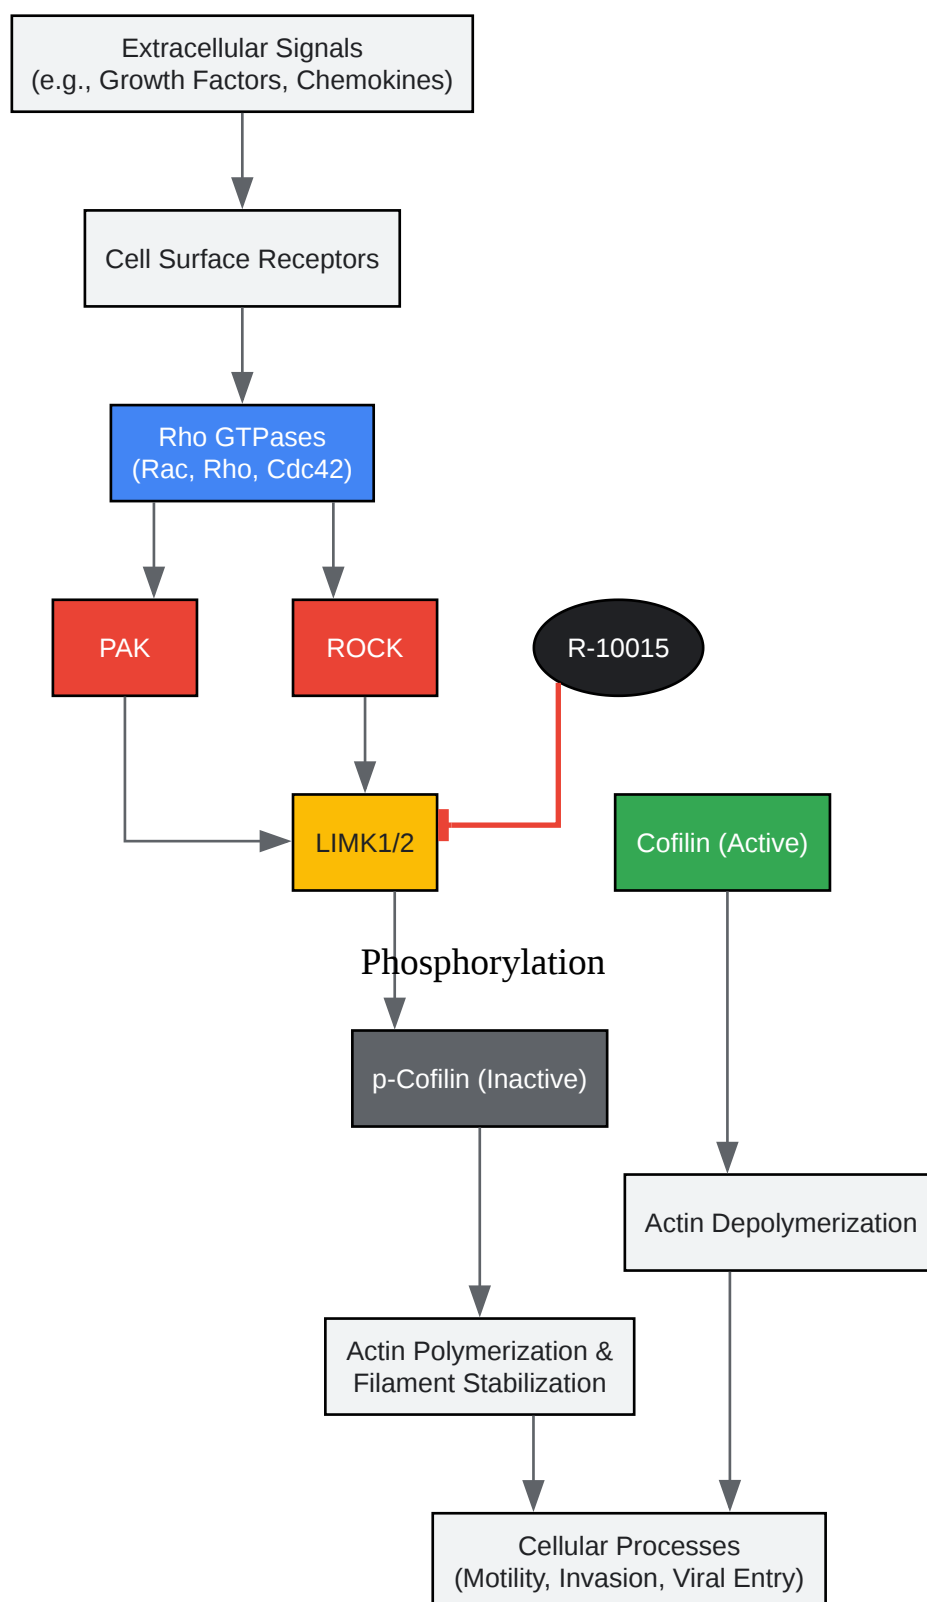 Extracellular Signals
(e.g., Growth Factors, Chemokines)
Cell Surface Receptors
Rho GTPases
(Rac, Rho, Cdc42)
PAK
ROCK
R-10015
LIMK1/2
Cofilin (Active)
Phosphorylation
p-Cofilin (Inactive)
Actin Depolymerization
Actin Polymerization &
Filament Stabilization
Cellular Processes
(Motility, Invasion, Viral Entry)